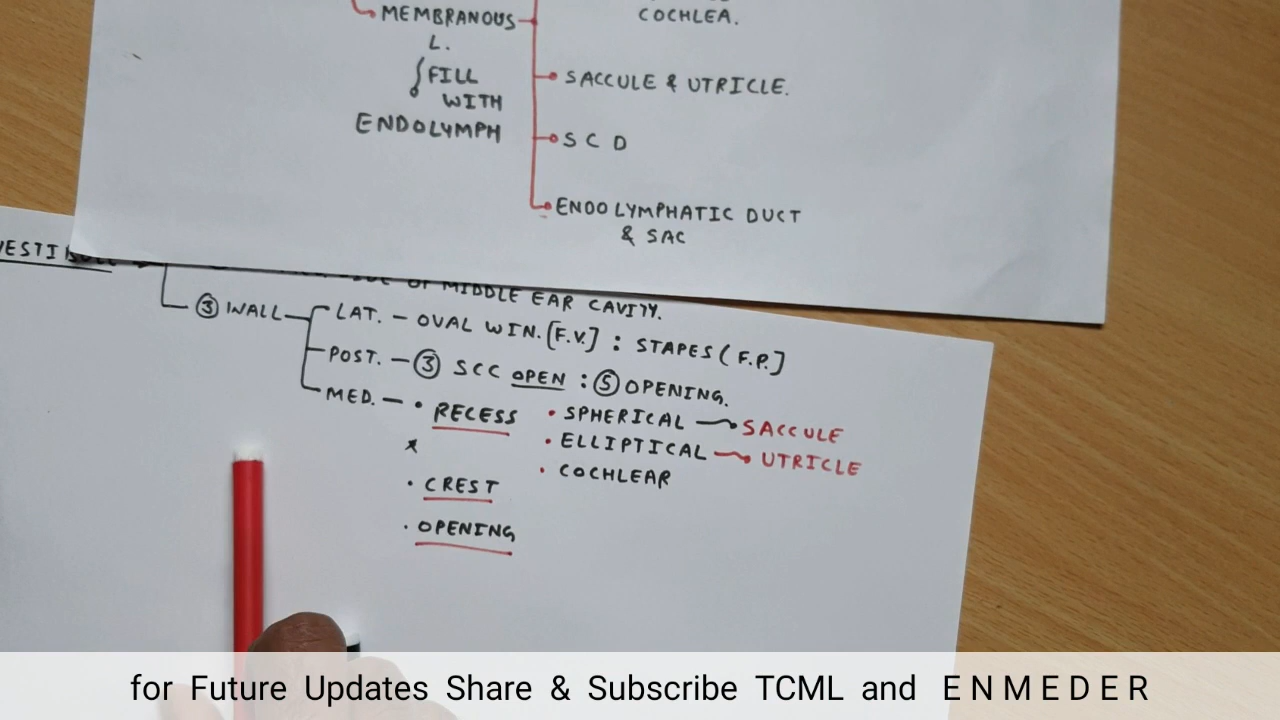 MEMBRANOUS
L.
FILL
WITH
ENDOLYMPH
COCHLEA.
SACCULE & UTRICLE.
S C D
ENDOLYMPHATIC DUCT
& SAC
OF MIDDLE EAR CAVITY.
③ WALL
LAT. - OVAL WIN. [F.V.] : STAPES ( F.P.]
POST. - ③ SCC OPEN : ⑤ OPENING.
MED. - • RECESS
• SPHERICAL SACCULE
• ELLIPTICAL UTRICLE
• COCHLEAR
• CREST
• OPENING
for Future Updates Share & Subscribe TCML and E N M E D E R